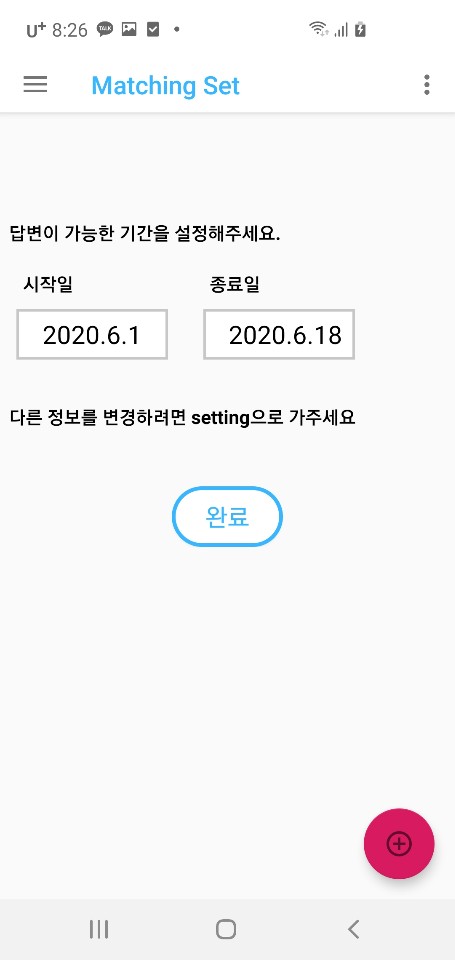 U+ 8:26 TALK
Matching Set
답변이 가능한 기간을 설정해주세요.
시작일 종료일
2020.6.1 2020.6.18
다른 정보를 변경하려면 setting으로 가주세요
완료